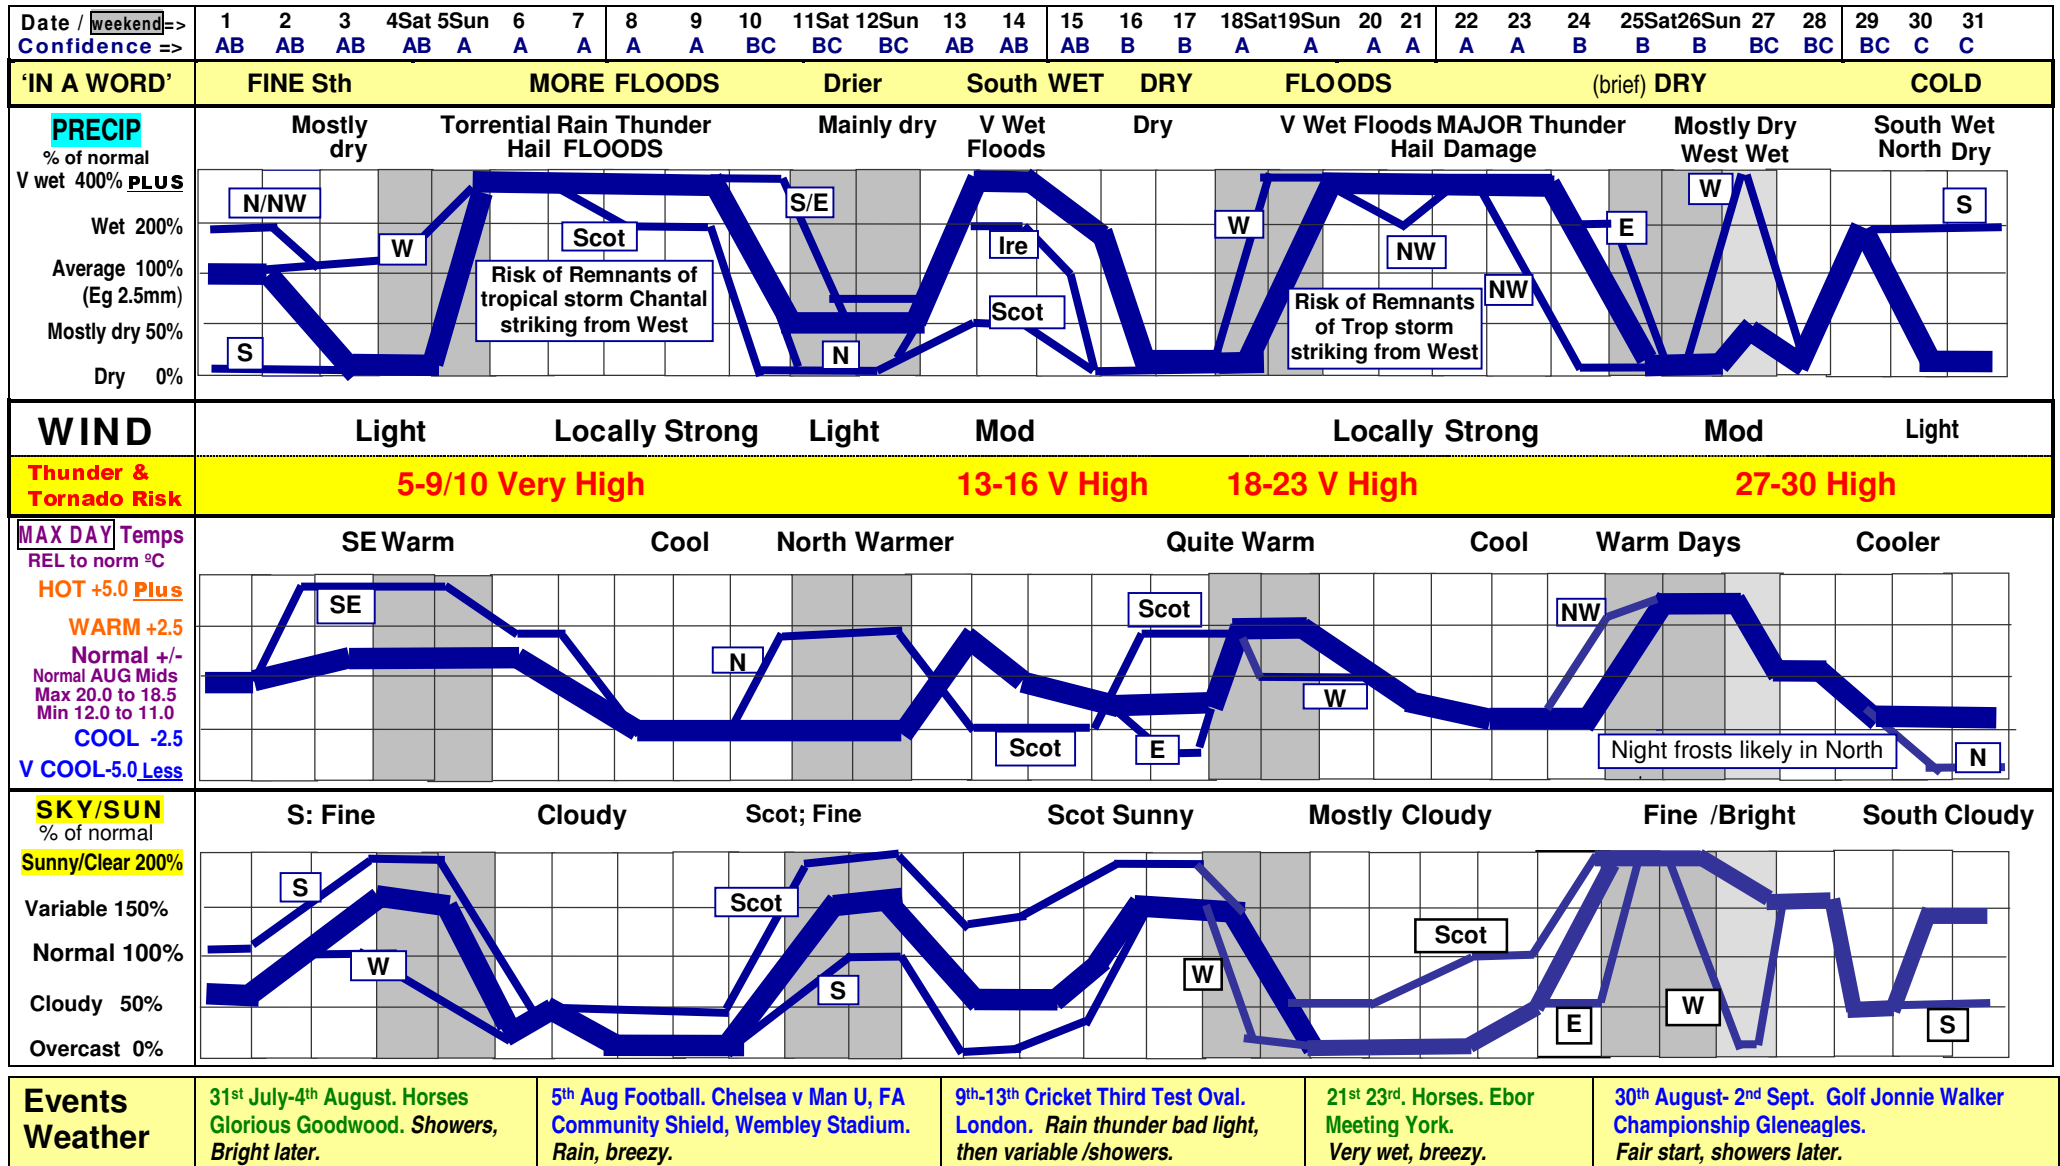 Date / weekend=> 1 2 3 4Sat 5Sun 6 7 8 9 10 11Sat 12Sun 13 14 15 16 17 18Sat19Sun 20 21 22 23 24 25Sat26Sun 27 28 29 30 31
Confidence => AB AB AB AB A A A A A BC BC BC AB AB AB B B A A A A A A B B B BC BC BC C C
‘IN A WORD’ FINE Sth MORE FLOODS Drier South WET DRY FLOODS (brief) DRY COLD
PRECIP
% of normal
V wet 400% PLUS
Wet 200%
Average 100%
(Eg 2.5mm)
Mostly dry 50%
Dry 0%
Mostly
dry
Torrential Rain Thunder
Hail FLOODS
Mainly dry
V Wet
Floods
Dry
V Wet Floods MAJOR Thunder
Hail Damage
Mostly Dry
West Wet
South Wet
North Dry
N/NW
S
W
Scot
Risk of Remnants of
tropical storm Chantal
striking from West
S/E
N
Ire
Scot
W
NW
Risk of Remnants
of Trop storm
striking from West
NW
E
W
S
WIND Light Locally Strong Light Mod Locally Strong Mod Light
Thunder &
Tornado Risk
5-9/10 Very High 13-16 V High 18-23 V High 27-30 High
MAX DAY Temps
REL to norm ºC
HOT +5.0 Plus
WARM +2.5
Normal +/-
Normal AUG Mids
Max 20.0 to 18.5
Min 12.0 to 11.0
COOL -2.5
V COOL-5.0 Less
SE Warm Cool North Warmer Quite Warm Cool Warm Days Cooler
SE
N
Scot
Scot
E
W
NW
Night frosts likely in North
N
SKY/SUN
% of normal
Sunny/Clear 200%
Variable 150%
Normal 100%
Cloudy 50%
Overcast 0%
S: Fine Cloudy Scot; Fine Scot Sunny Mostly Cloudy Fine /Bright South Cloudy
S
W
Scot
S
W
Scot
E
W
S
Events
Weather
31st July-4th August. Horses
Glorious Goodwood. Showers,
Bright later.
5th Aug Football. Chelsea v Man U, FA
Community Shield, Wembley Stadium.
Rain, breezy.
9th-13th Cricket Third Test Oval.
London. Rain thunder bad light,
then variable /showers.
21st 23rd. Horses. Ebor
Meeting York.
Very wet, breezy.
30th August- 2nd Sept. Golf Jonnie Walker
Championship Gleneagles.
Fair start, showers later.